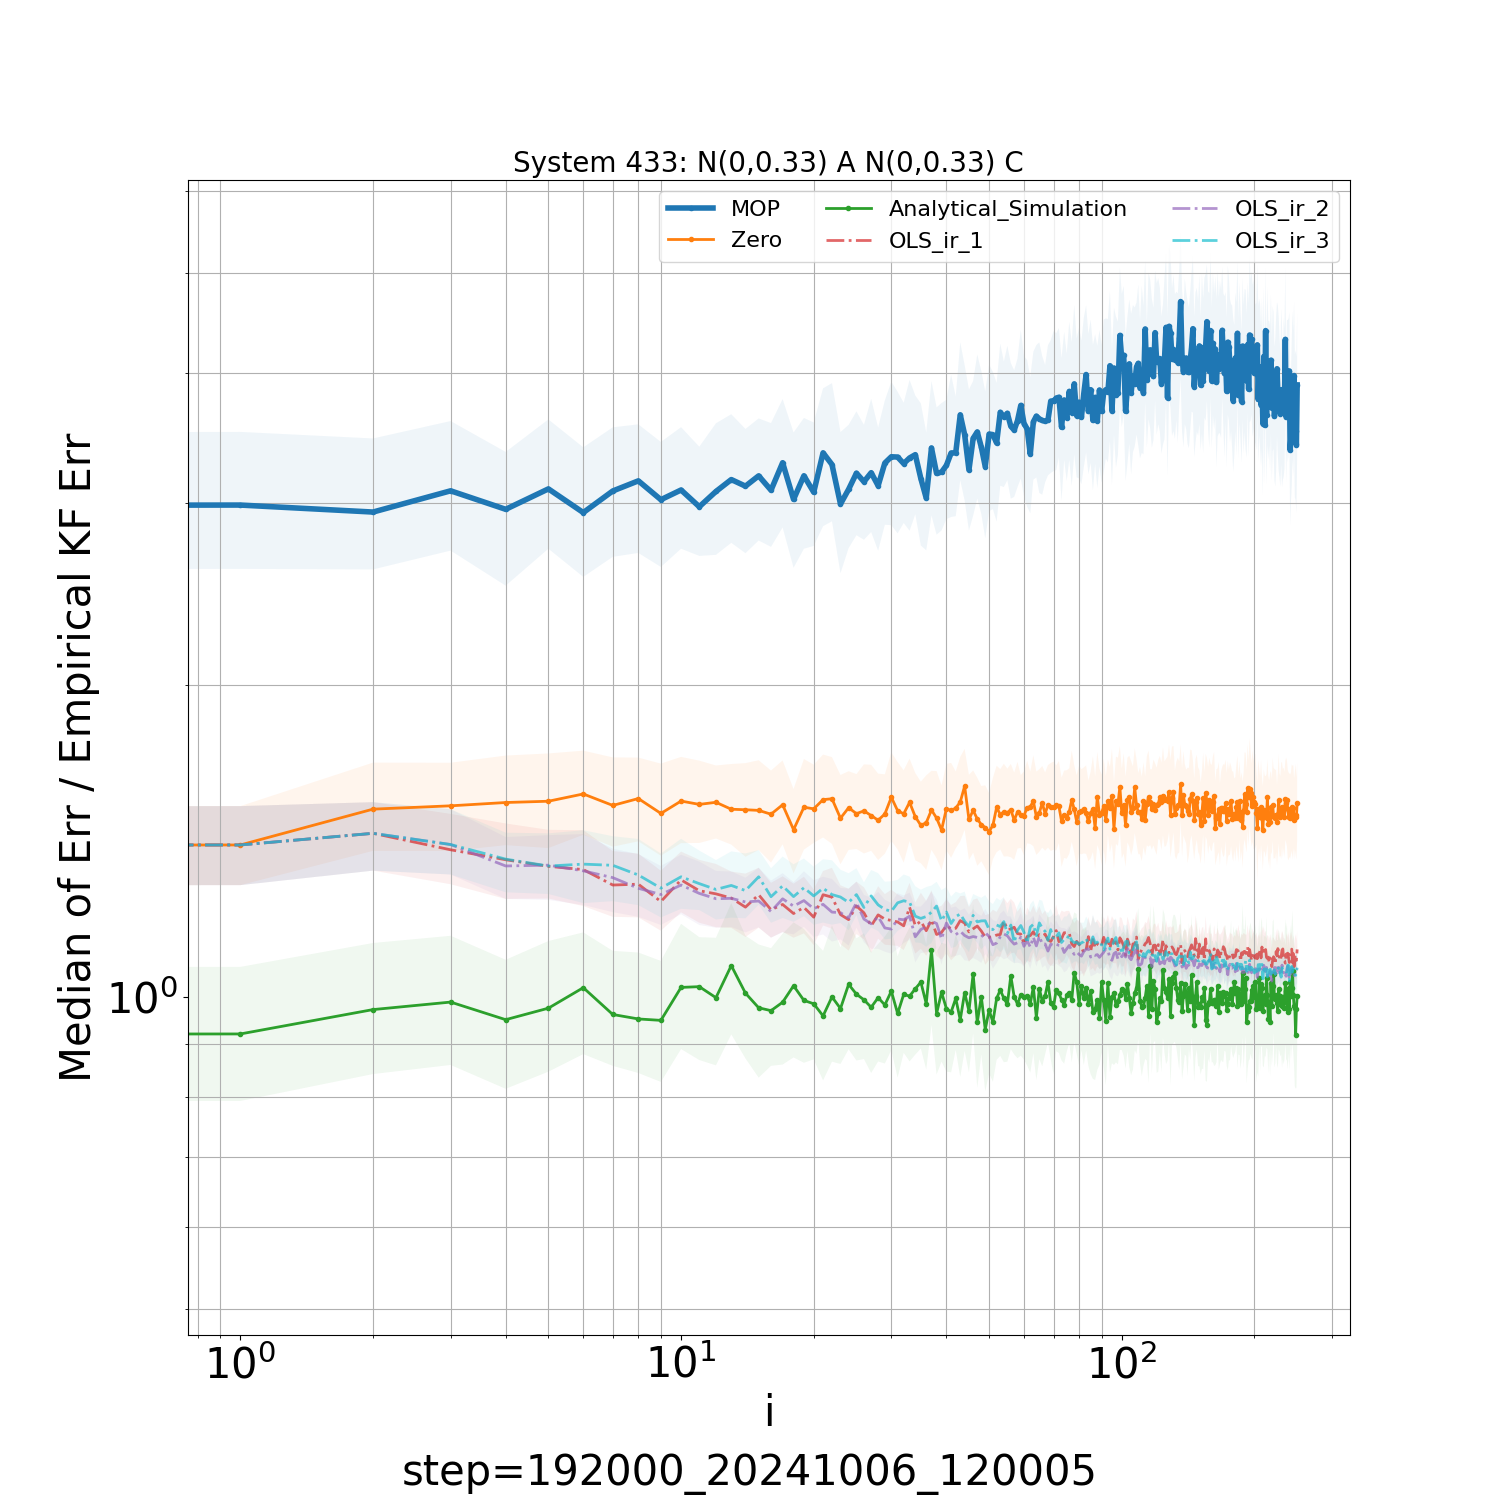 System 433: N(0,0.33) A N(0,0.33) C
MOP
Zero
Analytical_Simulation
OLS_ir_1
OLS_ir_2
OLS_ir_3
Median of Err / Empirical KF Err
10⁰
10⁰
10¹
10²
i
step=192000_20241006_120005